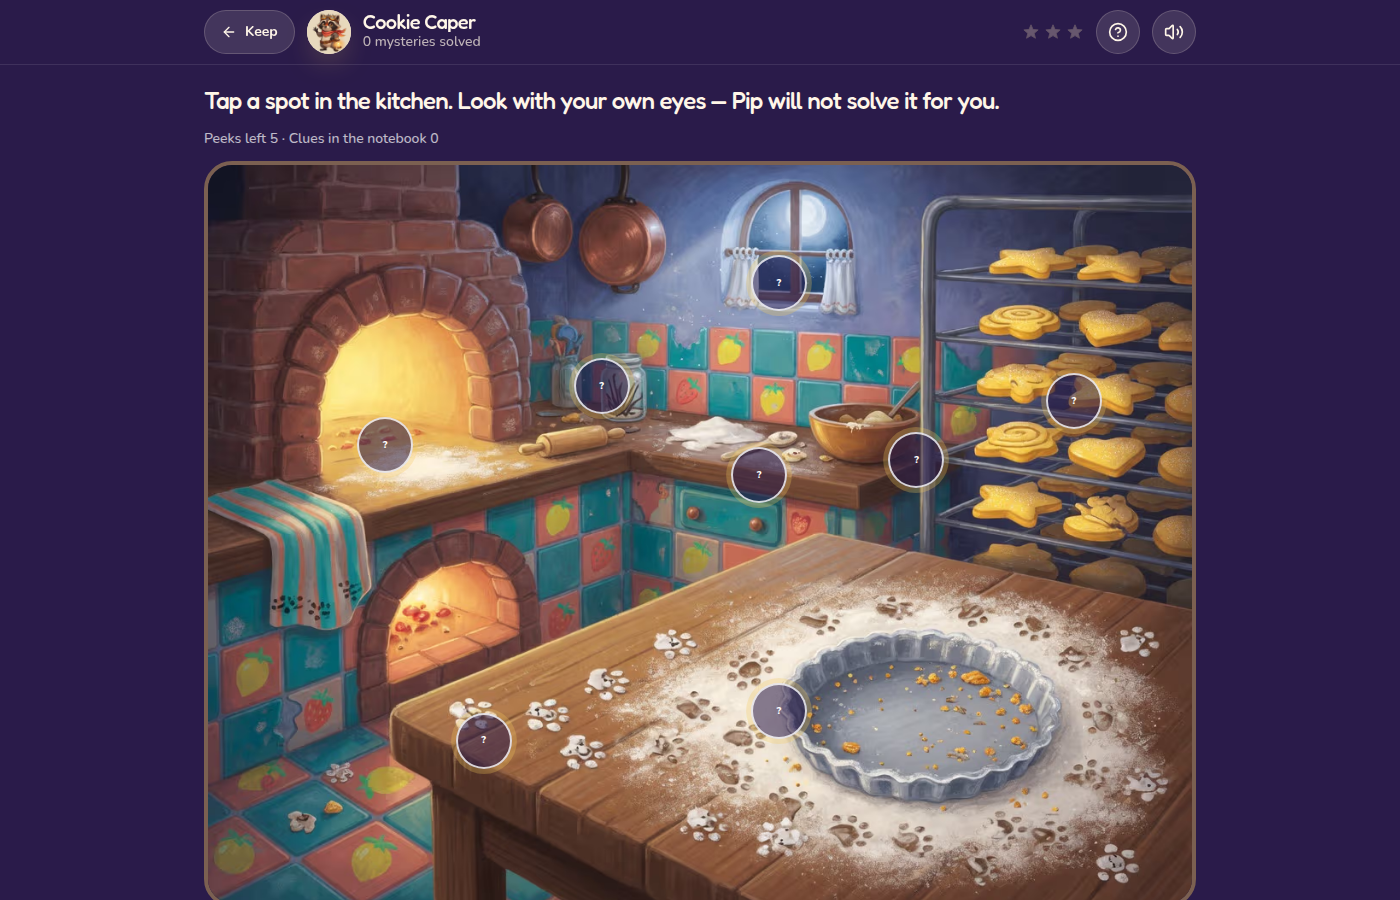 Keep
Cookie Caper
0 mysteries solved
Tap a spot in the kitchen. Look with your own eyes — Pip will not solve it for you.
Peeks left 5 · Clues in the notebook 0
?
?
?
?
?
?
?
?